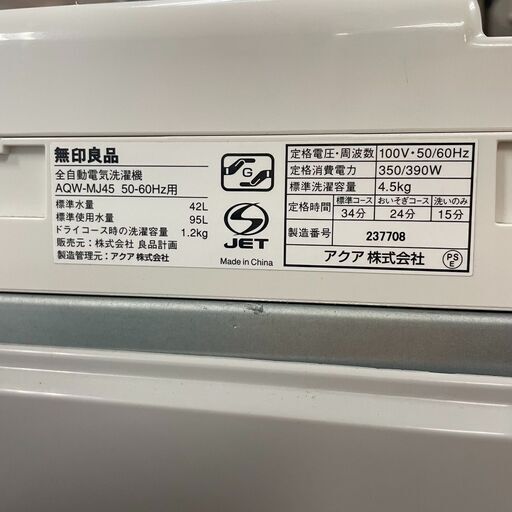 無印良品
全自動電気洗濯機
AQW-MJ45 50-60Hz用
標準水量 42L
標準使用水量 95L
ドライコース時の洗濯容量 1.2kg
販売元：株式会社 良品計画
製造管理元：アクア 株式会社
G
S
JET
Made in China
定格電圧・周波数 100V・50/60Hz
定格消費電力 350/390W
標準洗濯容量 4.5kg
定格時間 標準コース おいそぎコース 洗いのみ
34分 24分 15分
製造番号 237708
アクア 株式会社
PS
E